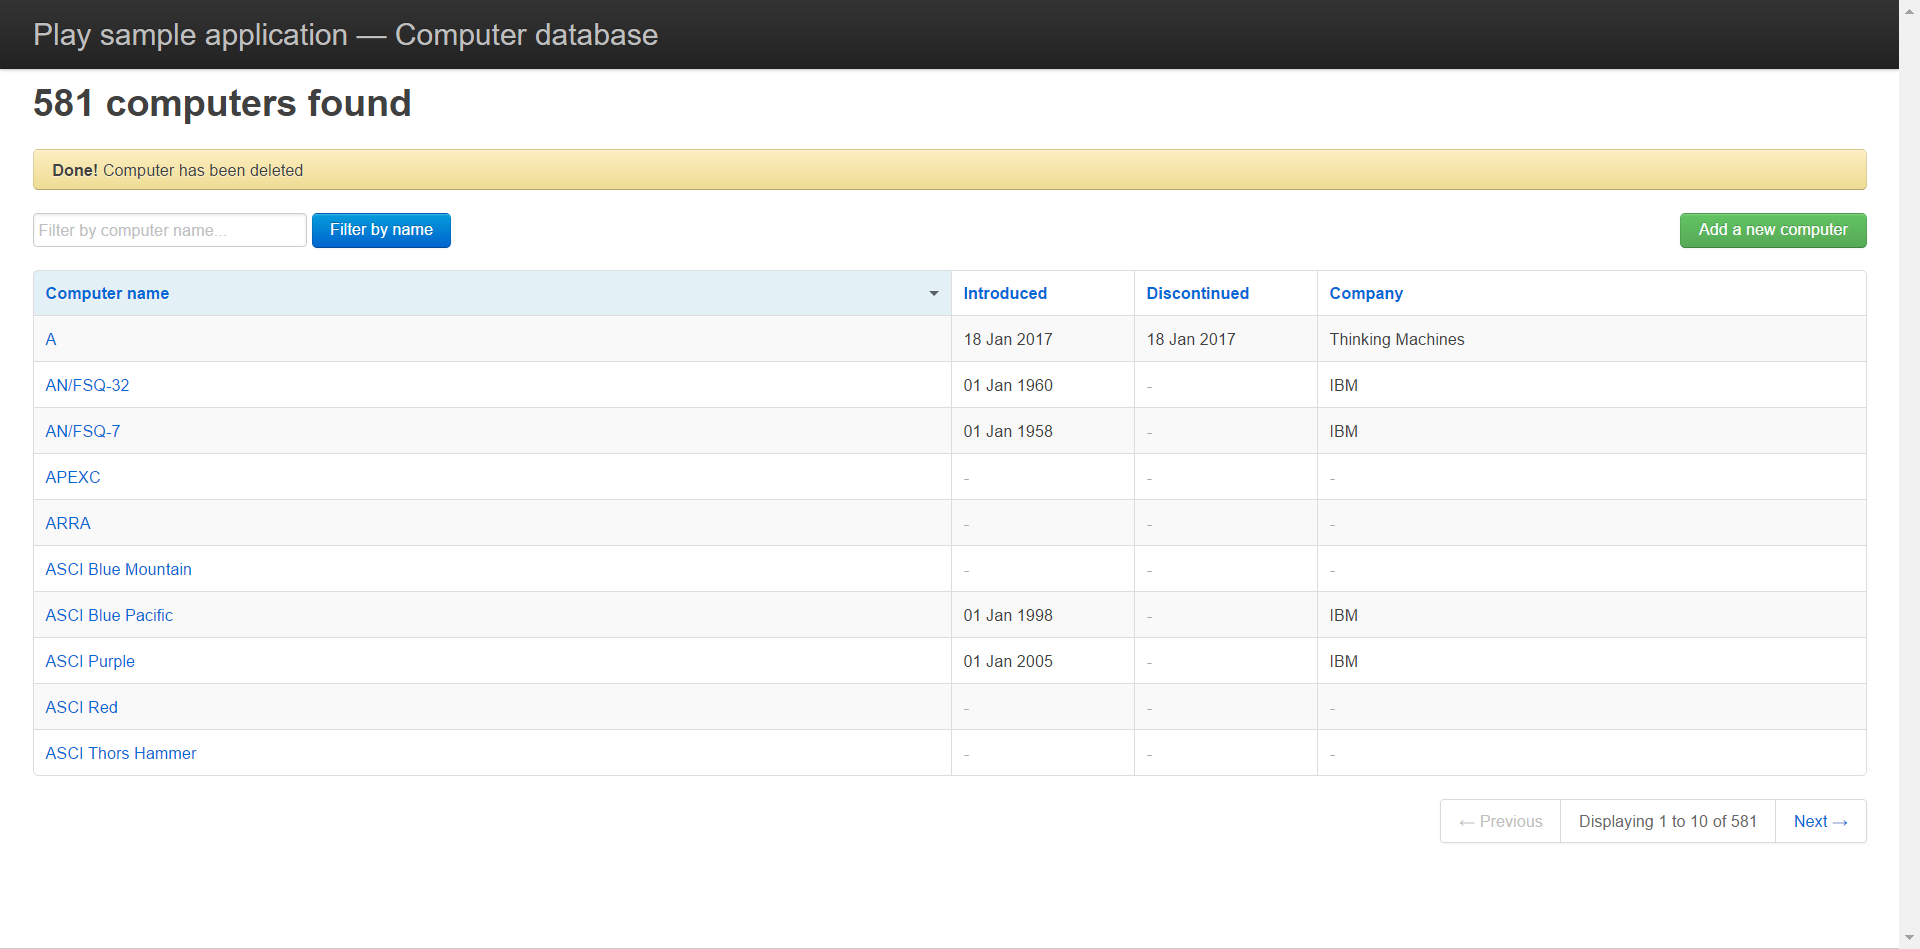 Play sample application — Computer database
581 computers found
Done! Computer has been deleted
Filter by computer name... Filter by name Add a new computer
Computer name Introduced Discontinued Company
A 18 Jan 2017 18 Jan 2017 Thinking Machines
AN/FSQ-32 01 Jan 1960 - IBM
AN/FSQ-7 01 Jan 1958 - IBM
APEXC - - -
ARRA - - -
ASCI Blue Mountain - - -
ASCI Blue Pacific 01 Jan 1998 - IBM
ASCI Purple 01 Jan 2005 - IBM
ASCI Red - - -
ASCI Thors Hammer - - -
← Previous Displaying 1 to 10 of 581 Next →